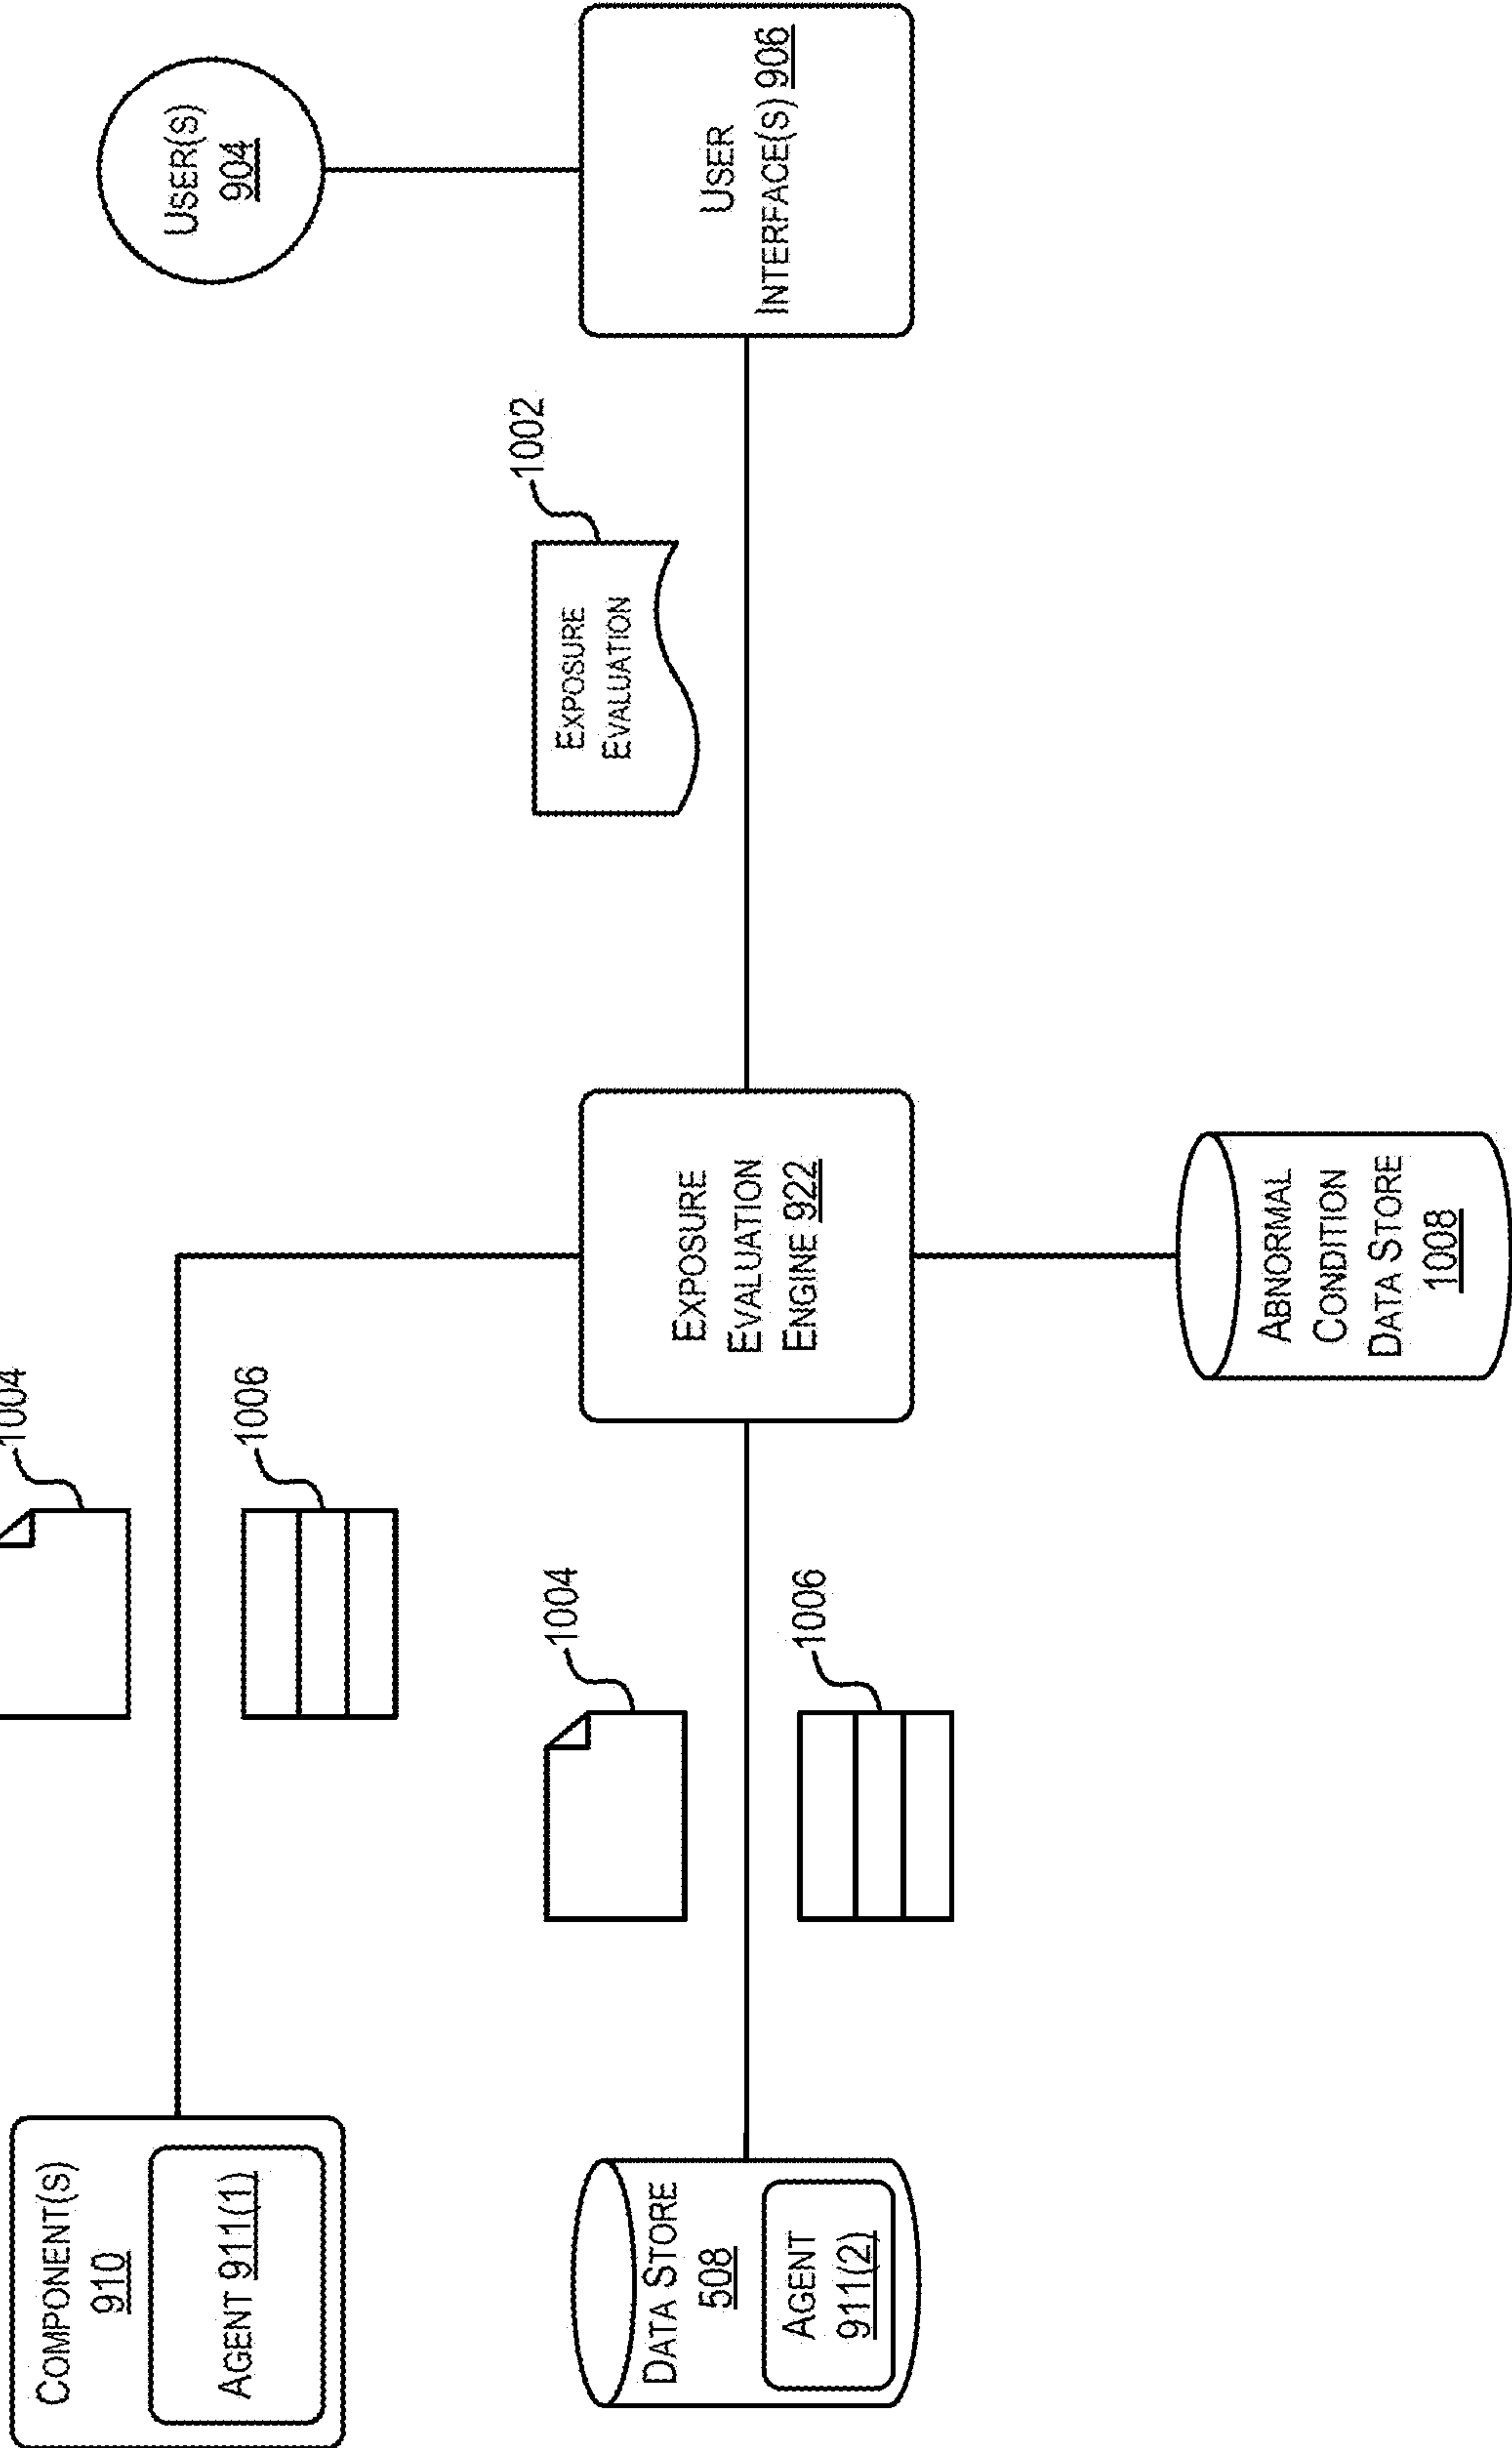 COMPONENT(S)
910
AGENT 911(1)
1004
1006
USER(S)
904
DATA STORE
508
AGENT
911(2)
1004
1006
EXPOSURE
EVALUATION
ENGINE 922
EXPOSURE
EVALUATION
1002
USER
INTERFACE(S) 906
ABNORMAL
CONDITION
DATA STORE
1008